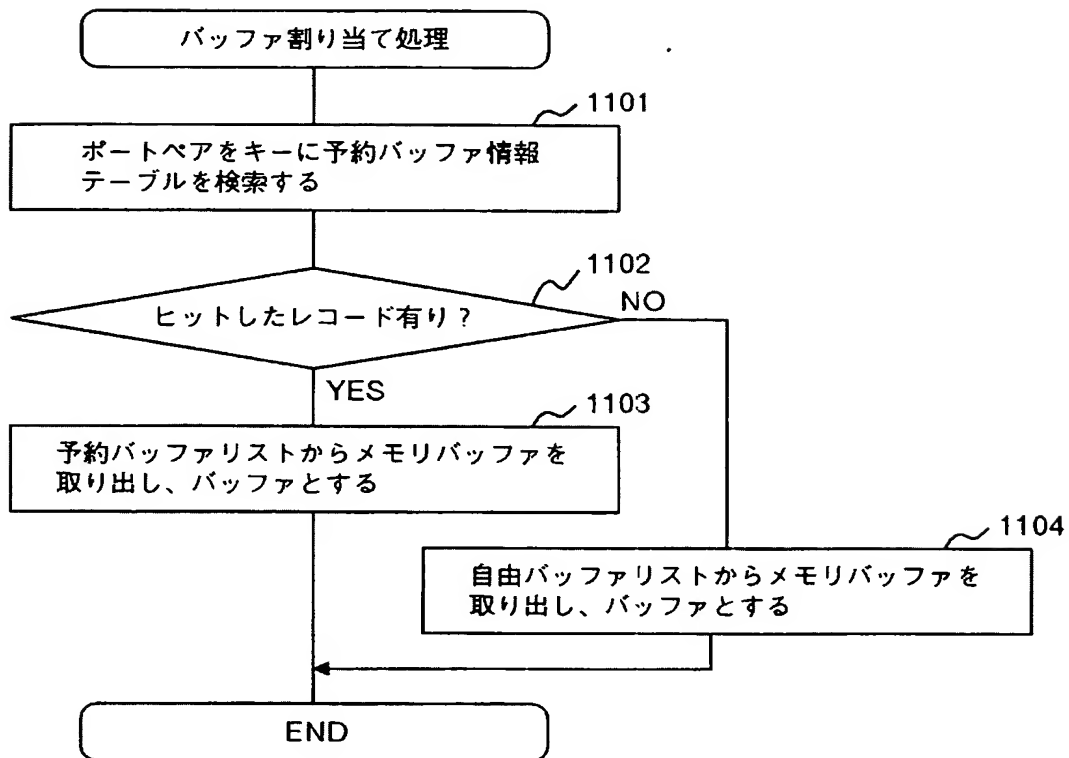 バッファ割り当て処理
1101
ポートペアをキーに予約バッファ情報
テーブルを検索する
1102
ヒットしたレコード有り？
NO
YES
1103
予約バッファリストからメモリバッファを
取り出し、バッファとする
1104
自由バッファリストからメモリバッファを
取り出し、バッファとする
END